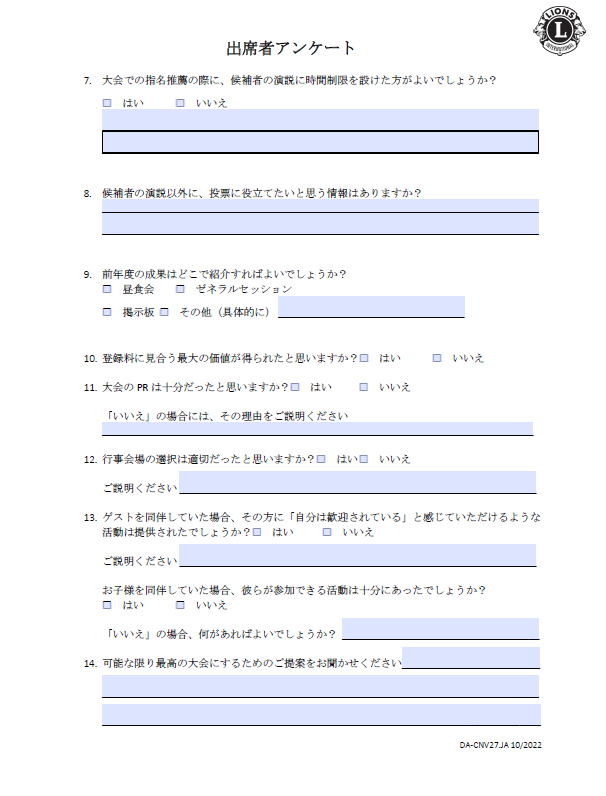 LIONS
L
INTERNATIONAL
出席者アンケート
7. 大会での指名推薦の際に、候補者の演説に時間制限を設けた方がよいでしょうか？
はい いいえ
8. 候補者の演説以外に、投票に役立てたいと思う情報はありますか？
9. 前年度の成果はどこで紹介すればよいでしょうか？
昼食会 ゼネラルセッション
掲示板 その他（具体的に）
10. 登録料に見合う最大の価値が得られたと思いますか？ はい いいえ
11. 大会の PR は十分だったと思いますか？ はい いいえ
「いいえ」の場合には、その理由をご説明ください
12. 行事会場の選択は適切だったと思いますか？ はい いいえ
ご説明ください
13. ゲストを同伴していた場合、その方に「自分は歓迎されている」と感じていただけるような
活動は提供されたでしょうか？ はい いいえ
ご説明ください
お子様を同伴していた場合、彼らが参加できる活動は十分にあったでしょうか？
はい いいえ
「いいえ」の場合、何があればよいでしょうか？
14. 可能な限り最高の大会にするためのご提案をお聞かせください
DA-CNV27.JA 10/2022